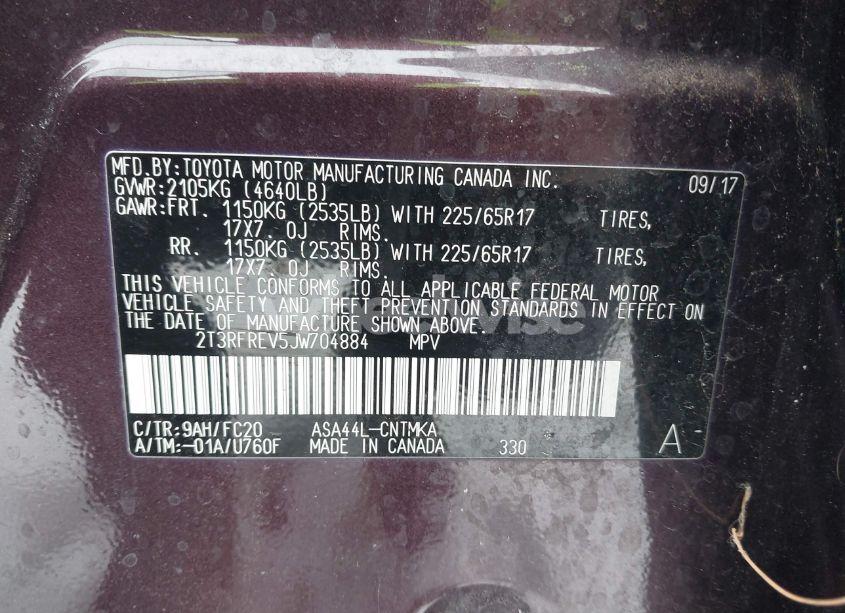 MFD.BY:TOYOTA MOTOR MANUFACTURING CANADA INC. 09/17
GVWR:2105KG (4640LB)
GAWR:FRT. 1150KG (2535LB) WITH 225/65R17 TIRES,
17X7.0J RIMS.
RR. 1150KG (2535LB) WITH 225/65R17 TIRES,
17X7.0J RIMS.
THIS VEHICLE CONFORMS TO ALL APPLICABLE FEDERAL MOTOR
VEHICLE SAFETY AND THEFT PREVENTION STANDARDS IN EFFECT ON
THE DATE OF MANUFACTURE SHOWN ABOVE.
2T3RFREV5JW704884 MPV
C/TR:9AH/FC20 ASA44L-CNTMKA
A/TM:-01A/U760F MADE IN CANADA 330 A